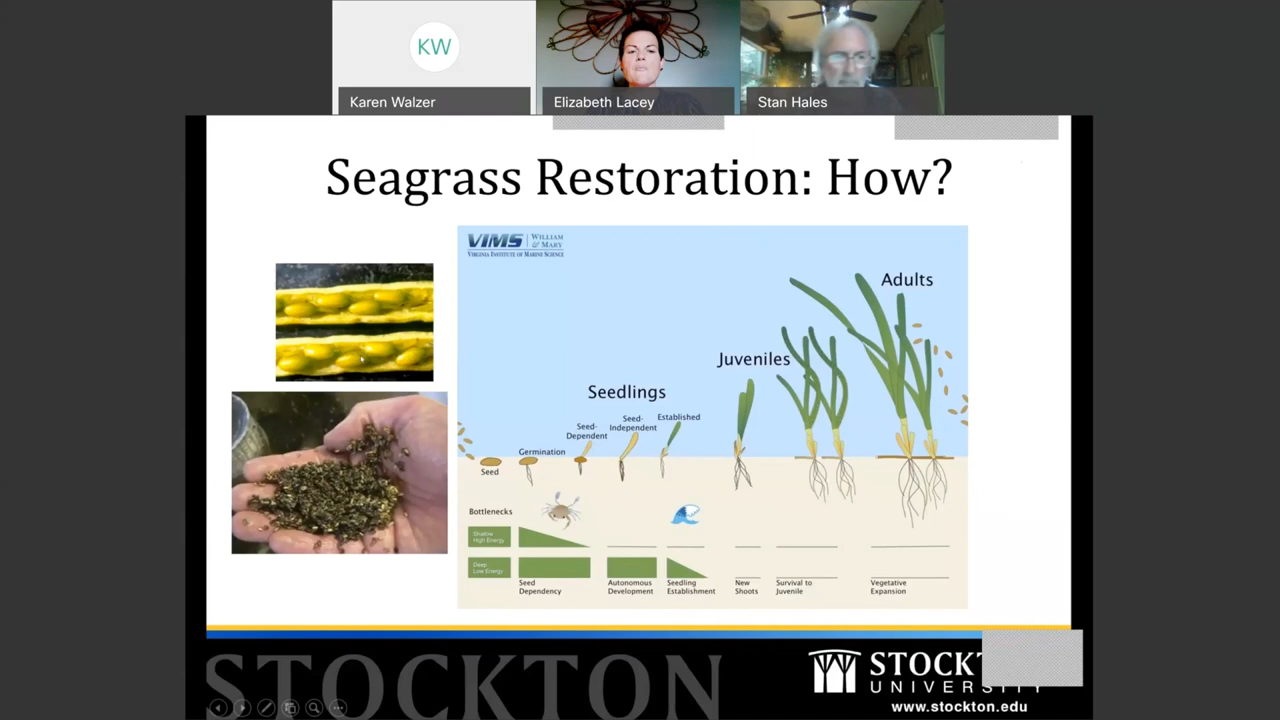 KW
Karen Walzer
Elizabeth Lacey
Stan Hales
Seagrass Restoration: How?
VIMS | WILLIAM & MARY
VIRGINIA INSTITUTE OF MARINE SCIENCE
Adults
Juveniles
Seedlings
Seed-Dependent
Seed-Independent
Established
Germination
Seed
Bottlenecks
Shallow
High Energy
Deep
Low Energy
Seed
Dependency
Autonomous
Development
Seedling
Establishment
New
Shoots
Survival to
Juvenile
Vegetative
Expansion
STOCKTON
STOCKT
UNIVERSITY
www.stockton.edu